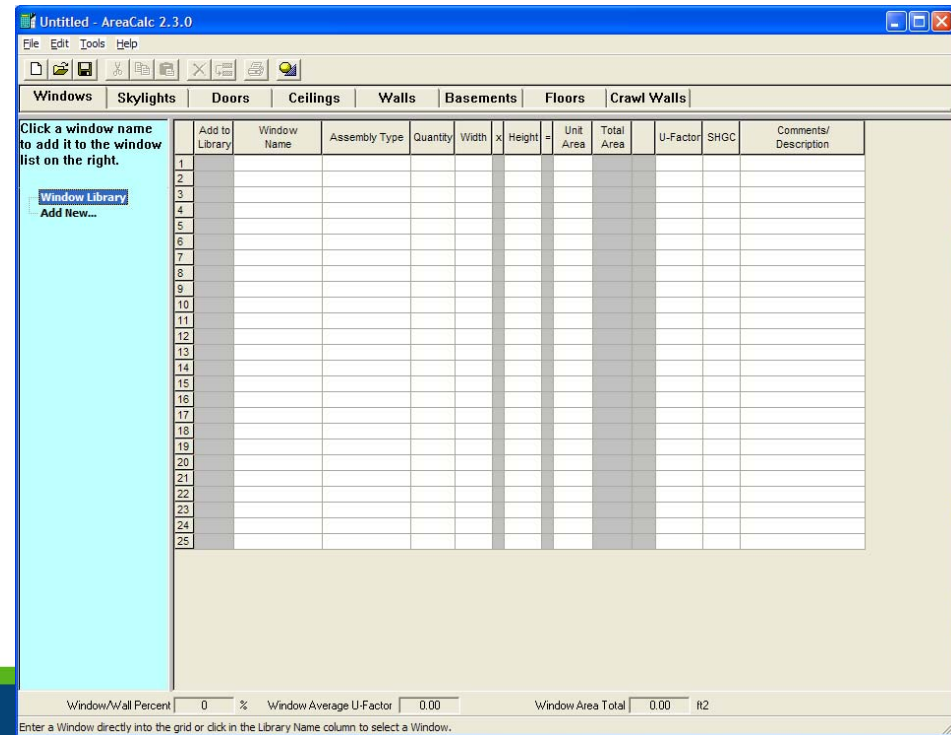 Untitled - AreaCalc 2.3.0
File Edit Tools Help
Windows Skylights Doors Ceilings Walls Basements Floors Crawl Walls
Click a window name
to add it to the window
list on the right.
Window Library
Add New...
Add to Library Window Name Assembly Type Quantity Width x Height = Unit Area Total Area U-Factor SHGC Comments/ Description
1
2
3
4
5
6
7
8
9
10
11
12
13
14
15
16
17
18
19
20
21
22
23
24
25
Window/Wall Percent 0 % Window Average U-Factor 0.00 Window Area Total 0.00 ft2
Enter a Window directly into the grid or click in the Library Name column to select a Window.